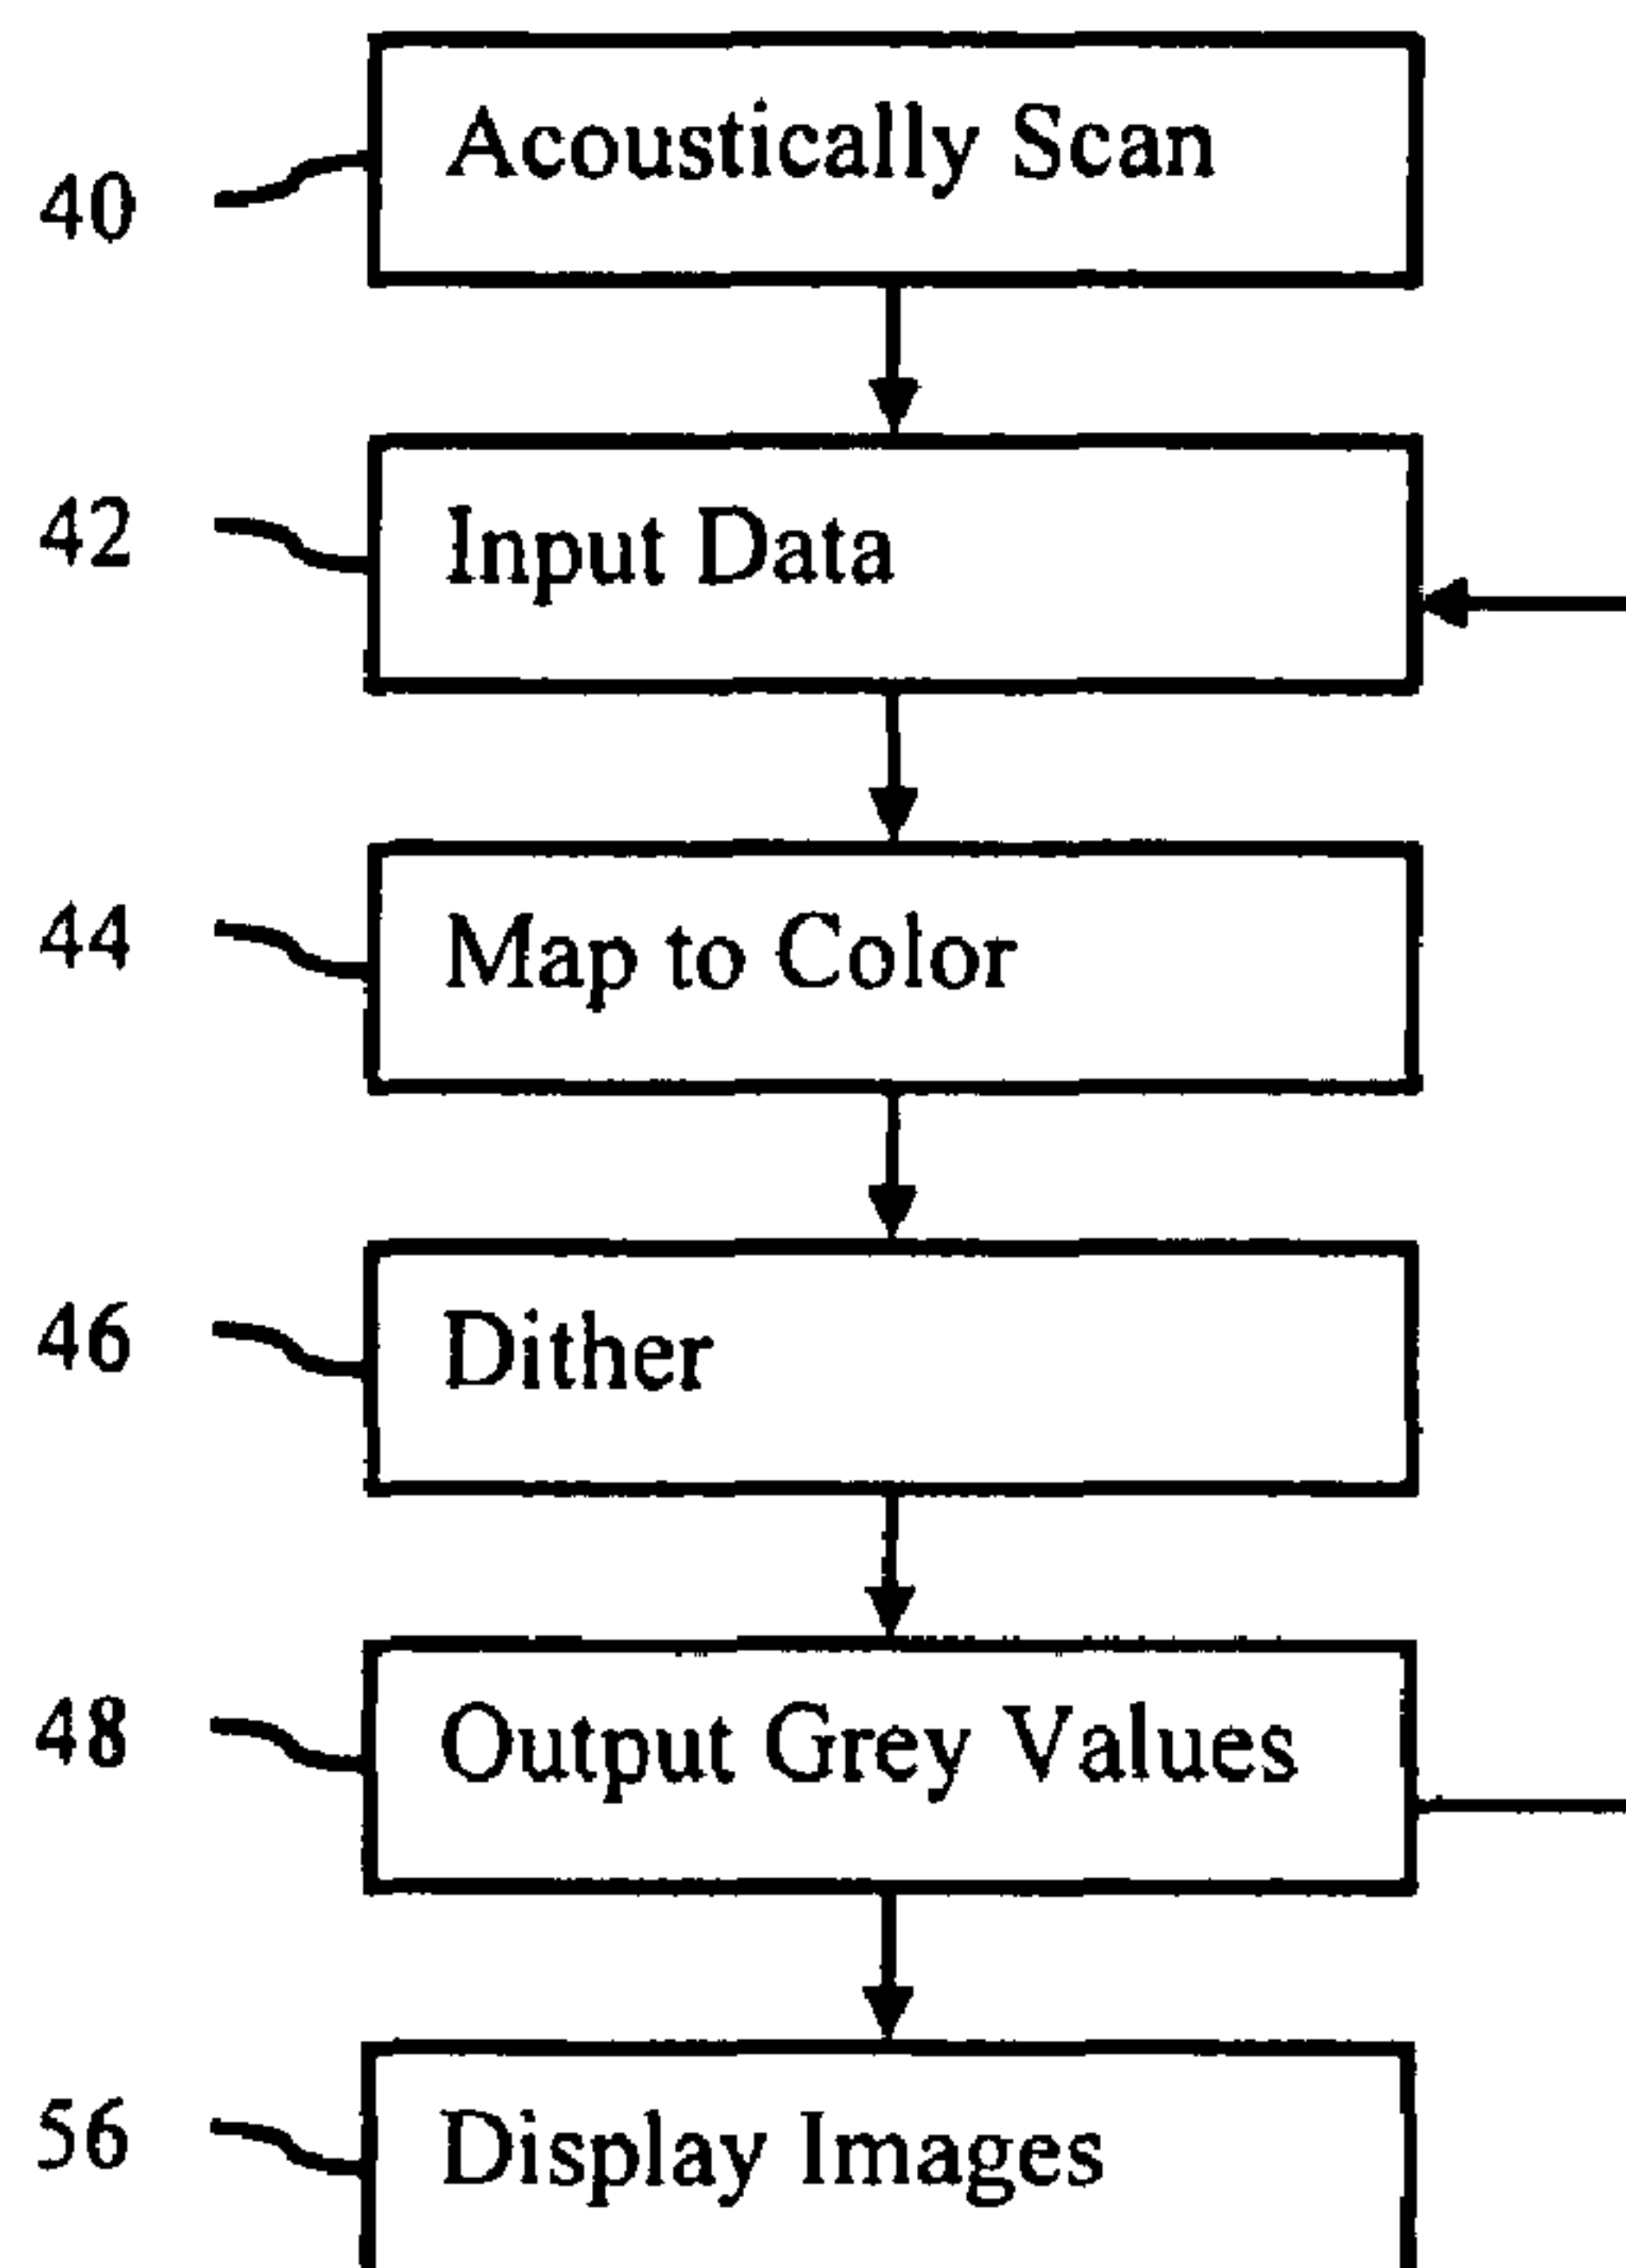 40 Acoustically Scan
42 Input Data
44 Map to Color
46 Dither
48 Output Grey Values
56 Display Images